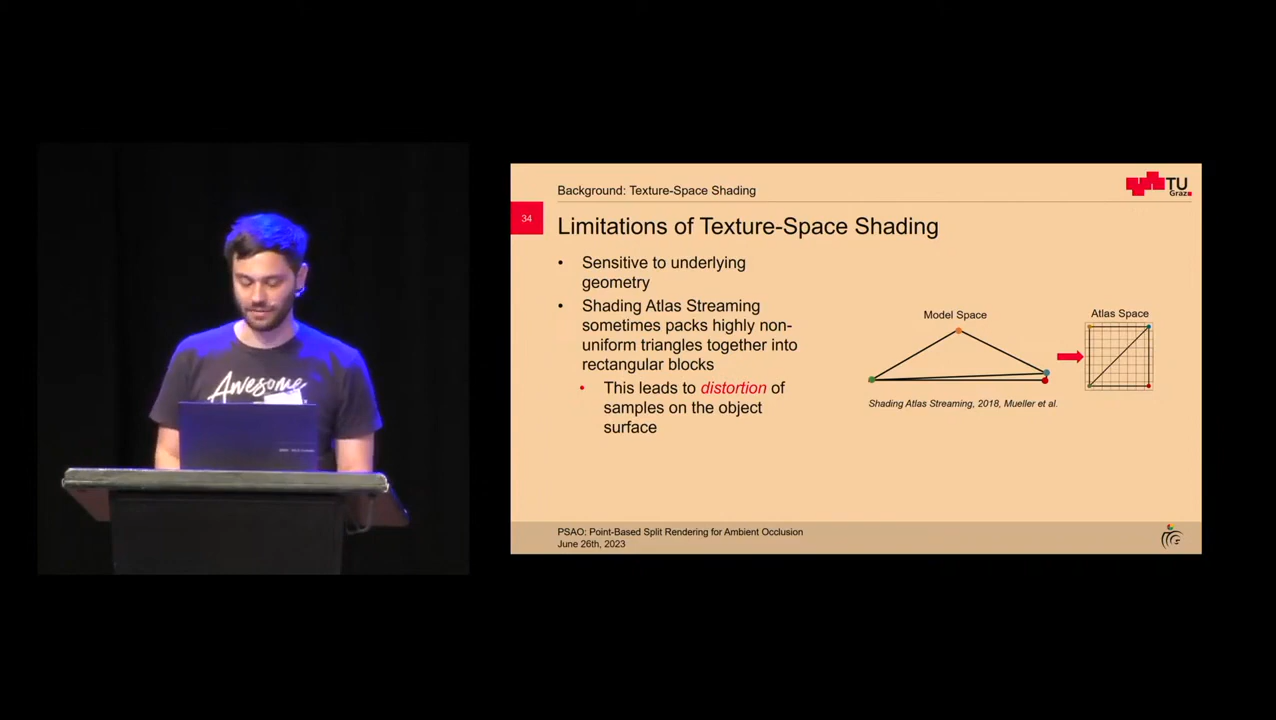 Awesome
Background: Texture-Space Shading
TU
Graz
34
Limitations of Texture-Space Shading
• Sensitive to underlying
geometry
• Shading Atlas Streaming
sometimes packs highly non-
uniform triangles together into
rectangular blocks
• This leads to distortion of
samples on the object
surface
Model Space
Atlas Space
Shading Atlas Streaming, 2018, Mueller et al.
PSAO: Point-Based Split Rendering for Ambient Occlusion
June 26th, 2023